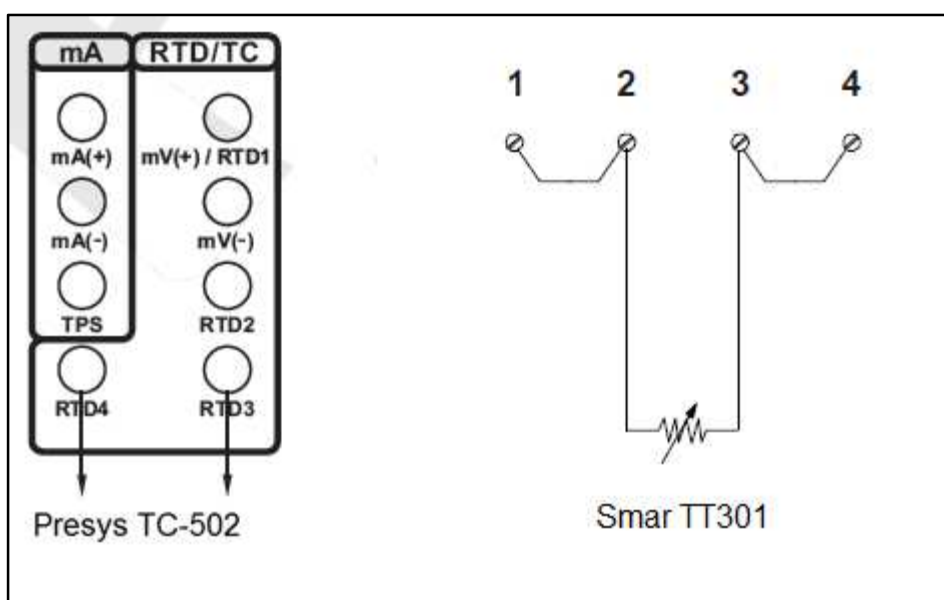 mA RTD/TC
mA(+) mV(+) / RTD1
mA(-) mV(-)
TPS RTD2
RTD4 RTD3
Presys TC-502
1 2 3 4
Smar TT301